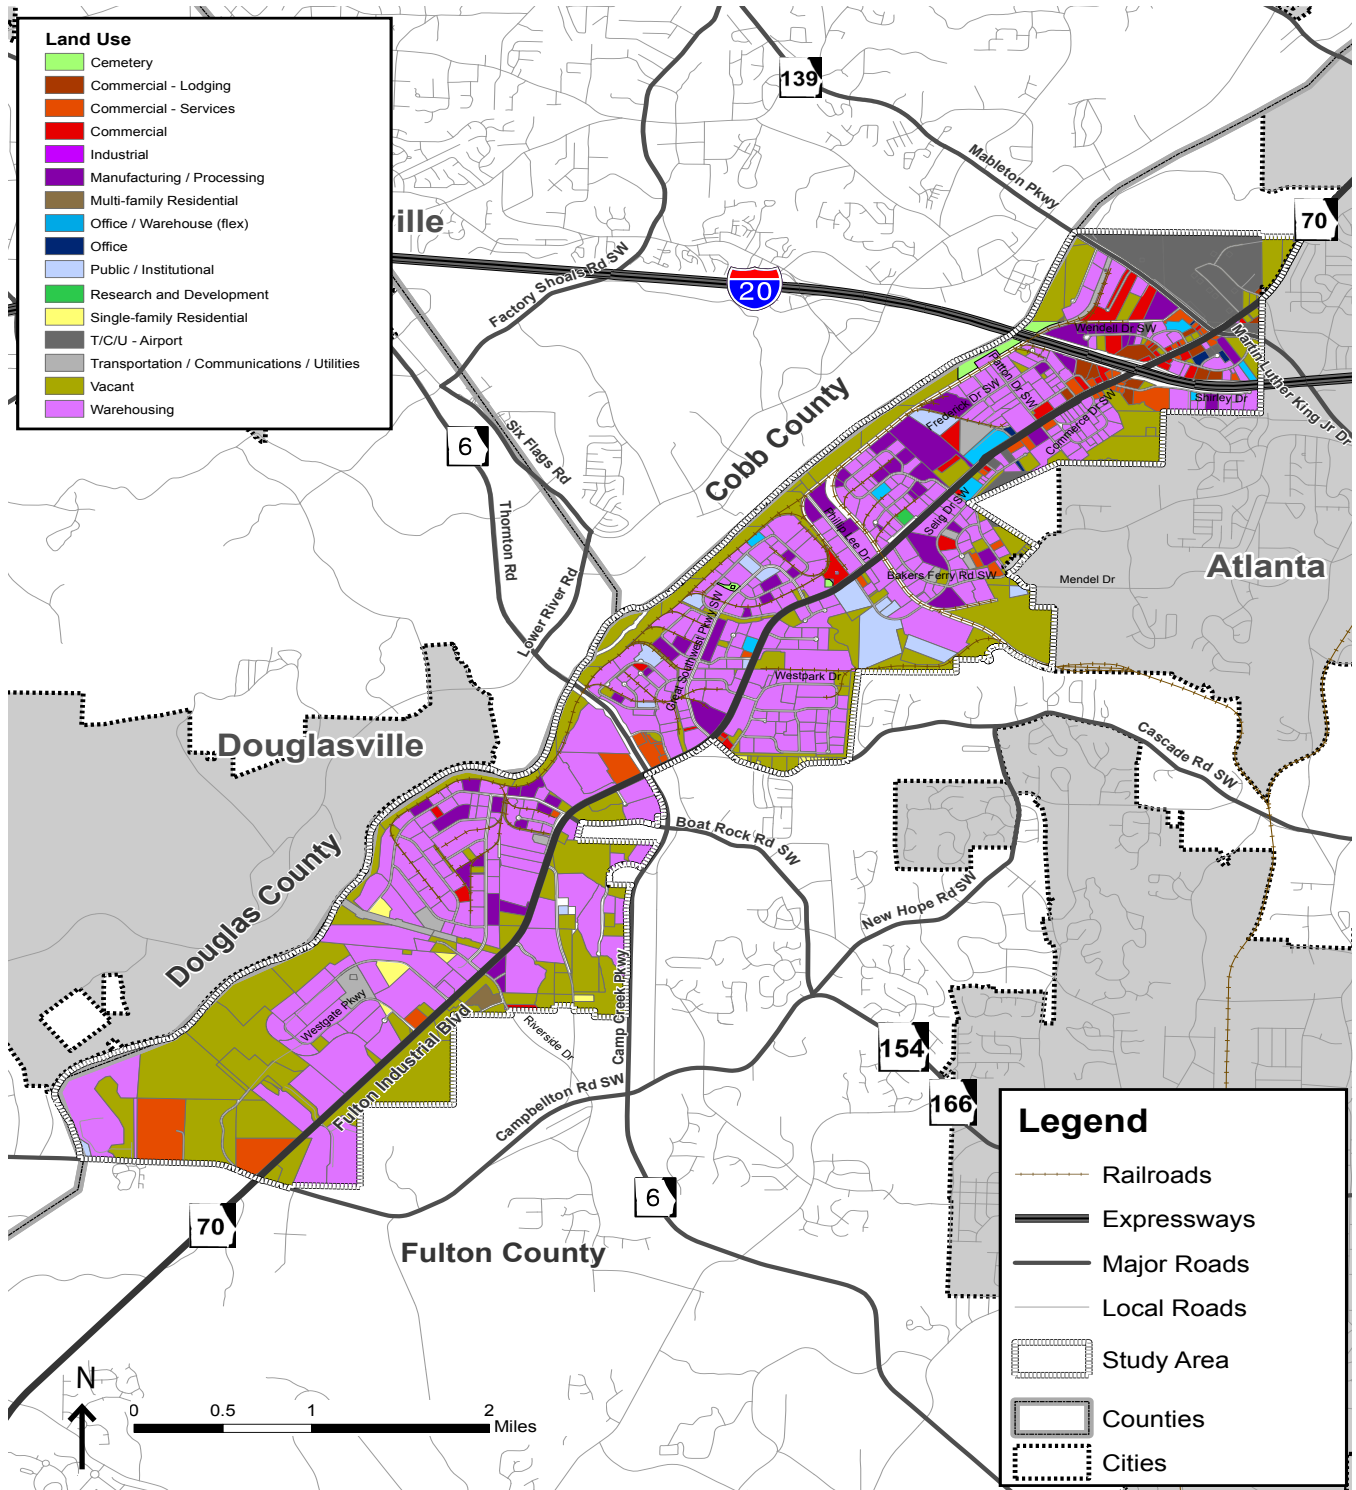 Land Use
Cemetery
Commercial - Lodging
Commercial - Services
Commercial
Industrial
Manufacturing / Processing
Multi-family Residential
Office / Warehouse (flex)
Office
Public / Institutional
Research and Development
Single-family Residential
T/C/U - Airport
Transportation / Communications / Utilities
Vacant
Warehousing
139
Mableton Pkwy
70
ville
Factory Shoals Rd SW
20
Wendell Dr SW
Martin Luther King Jr Dr
Patton Dr SW
Shirley Dr
Frederick Dr SW
Commerce Dr SW
Cobb County
6
Six Flags Rd
Thornton Rd
Selig Dr SW
Phillip Lee Dr
Atlanta
Bakers Ferry Rd SW
Mendel Dr
Lower River Rd
Great Southwest Pkwy SW
Westpark Dr
Douglasville
Cascade Rd SW
Boat Rock Rd SW
Douglas County
New Hope Rd SW
Westgate Pkwy
Camp Creek Pkwy
Riverside Dr
Fulton Industrial Blvd
154
Campbellton Rd SW
166
6
70
Fulton County
Legend
Railroads
Expressways
Major Roads
Local Roads
Study Area
Counties
Cities
N
0 0.5 1 2
Miles